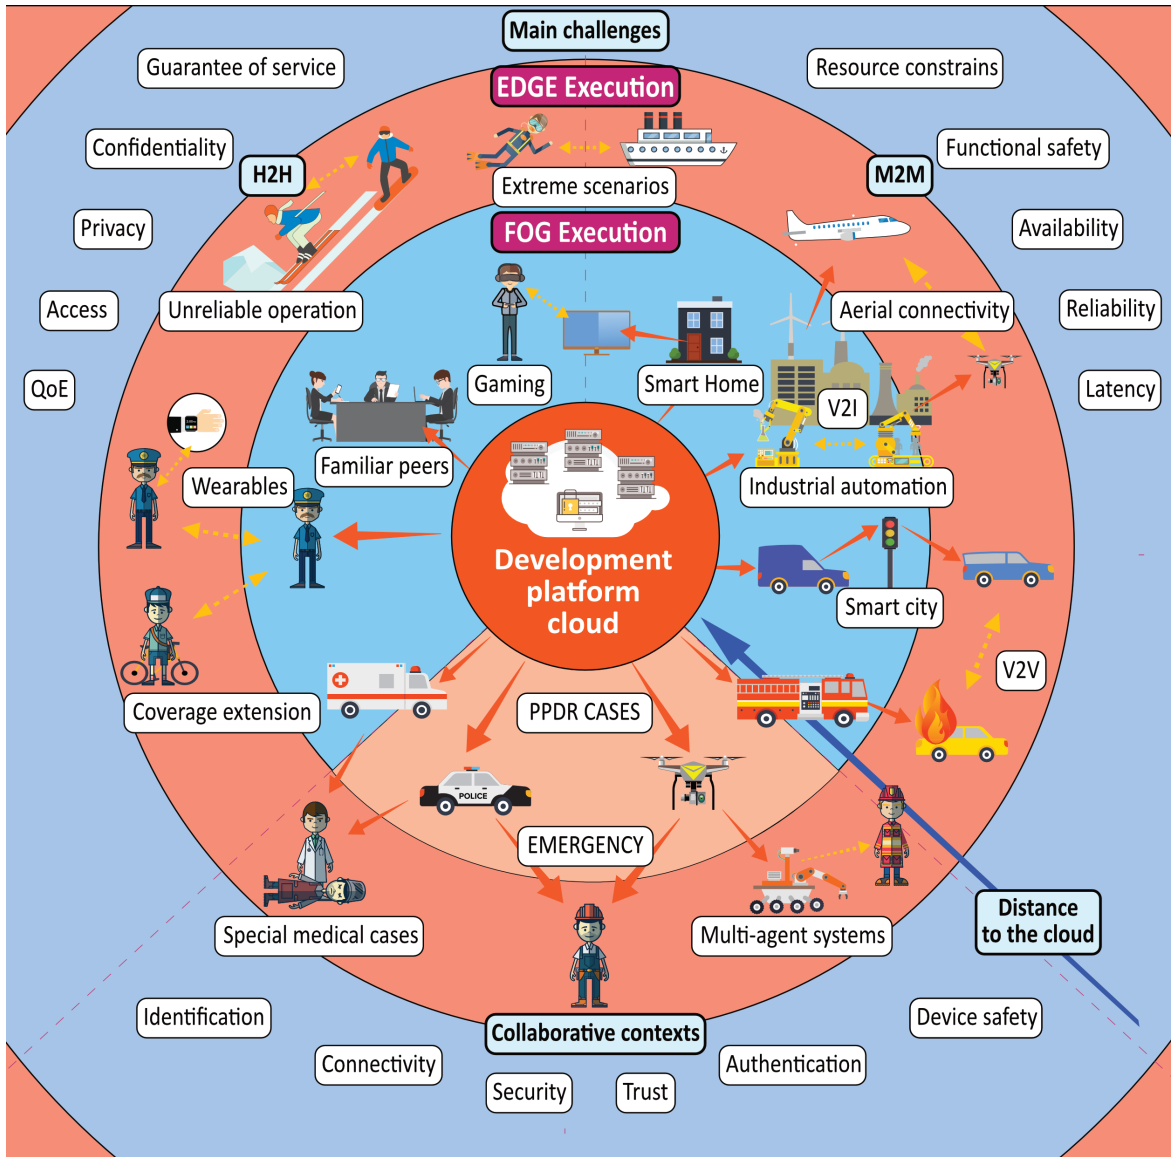 Main challenges
Guarantee of service
Resource constrains
EDGE Execution
Confidentiality
Functional safety
H2H
Extreme scenarios
M2M
Privacy
FOG Execution
Availability
Access
Unreliable operation
Aerial connectivity
Reliability
QoE
Gaming
Smart Home
V2I
Latency
Familiar peers
Wearables
Industrial automation
Development
platform
cloud
Smart city
V2V
Coverage extension
PPDR CASES
POLICE
EMERGENCY
Special medical cases
Multi-agent systems
Distance
to the cloud
Identification
Collaborative contexts
Device safety
Connectivity
Authentication
Security
Trust